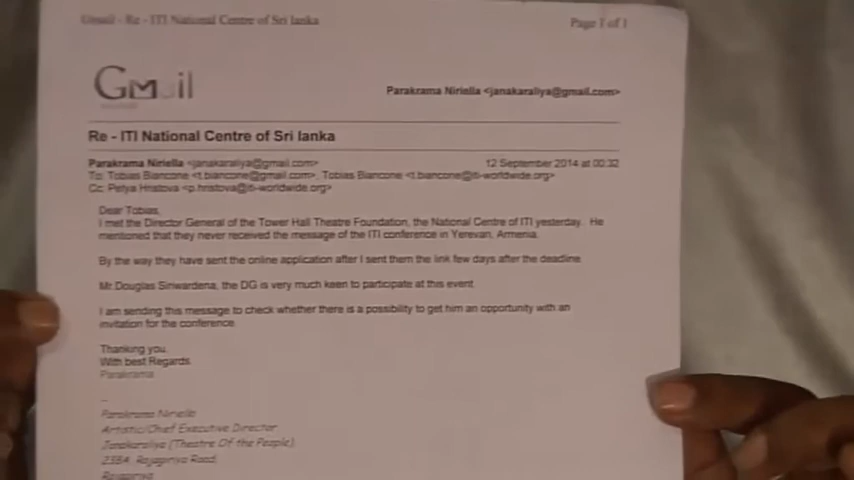 Gmail - Re - ITI National Centre of Sri lanka Page 1 of 1
Gmail
Parakrama Niriella <janakaraliya@gmail.com>
Re - ITI National Centre of Sri lanka
Parakrama Niriella <janakaraliya@gmail.com> 12 September 2014 at 00:32
To: Tobias Biancone <t.biancone@gmail.com>, Tobias Biancone <t.biancone@iti-worldwide.org>
Cc: Petya Hristova <p.hristova@iti-worldwide.org>
Dear Tobias,
I met the Director General of the Tower Hall Theatre Foundation, the National Centre of ITI yesterday. He
mentioned that they never received the message of the ITI conference in Yerevan, Armenia.
By the way they have sent the online application after I sent them the link few days after the deadline.
Mr.Douglas Siriwardena, the DG is very much keen to participate at this event.
I am sending this message to check whether there is a possibility to get him an opportunity with an
invitation for the conference.
Thanking you,
With best Regards.
Parakrama
--
Parakrama Niriella
Artistic/Chief Executive Director
Janakaraliya (Theatre Of the People)
238A, Rajagiriya Road,
Rajagiriya